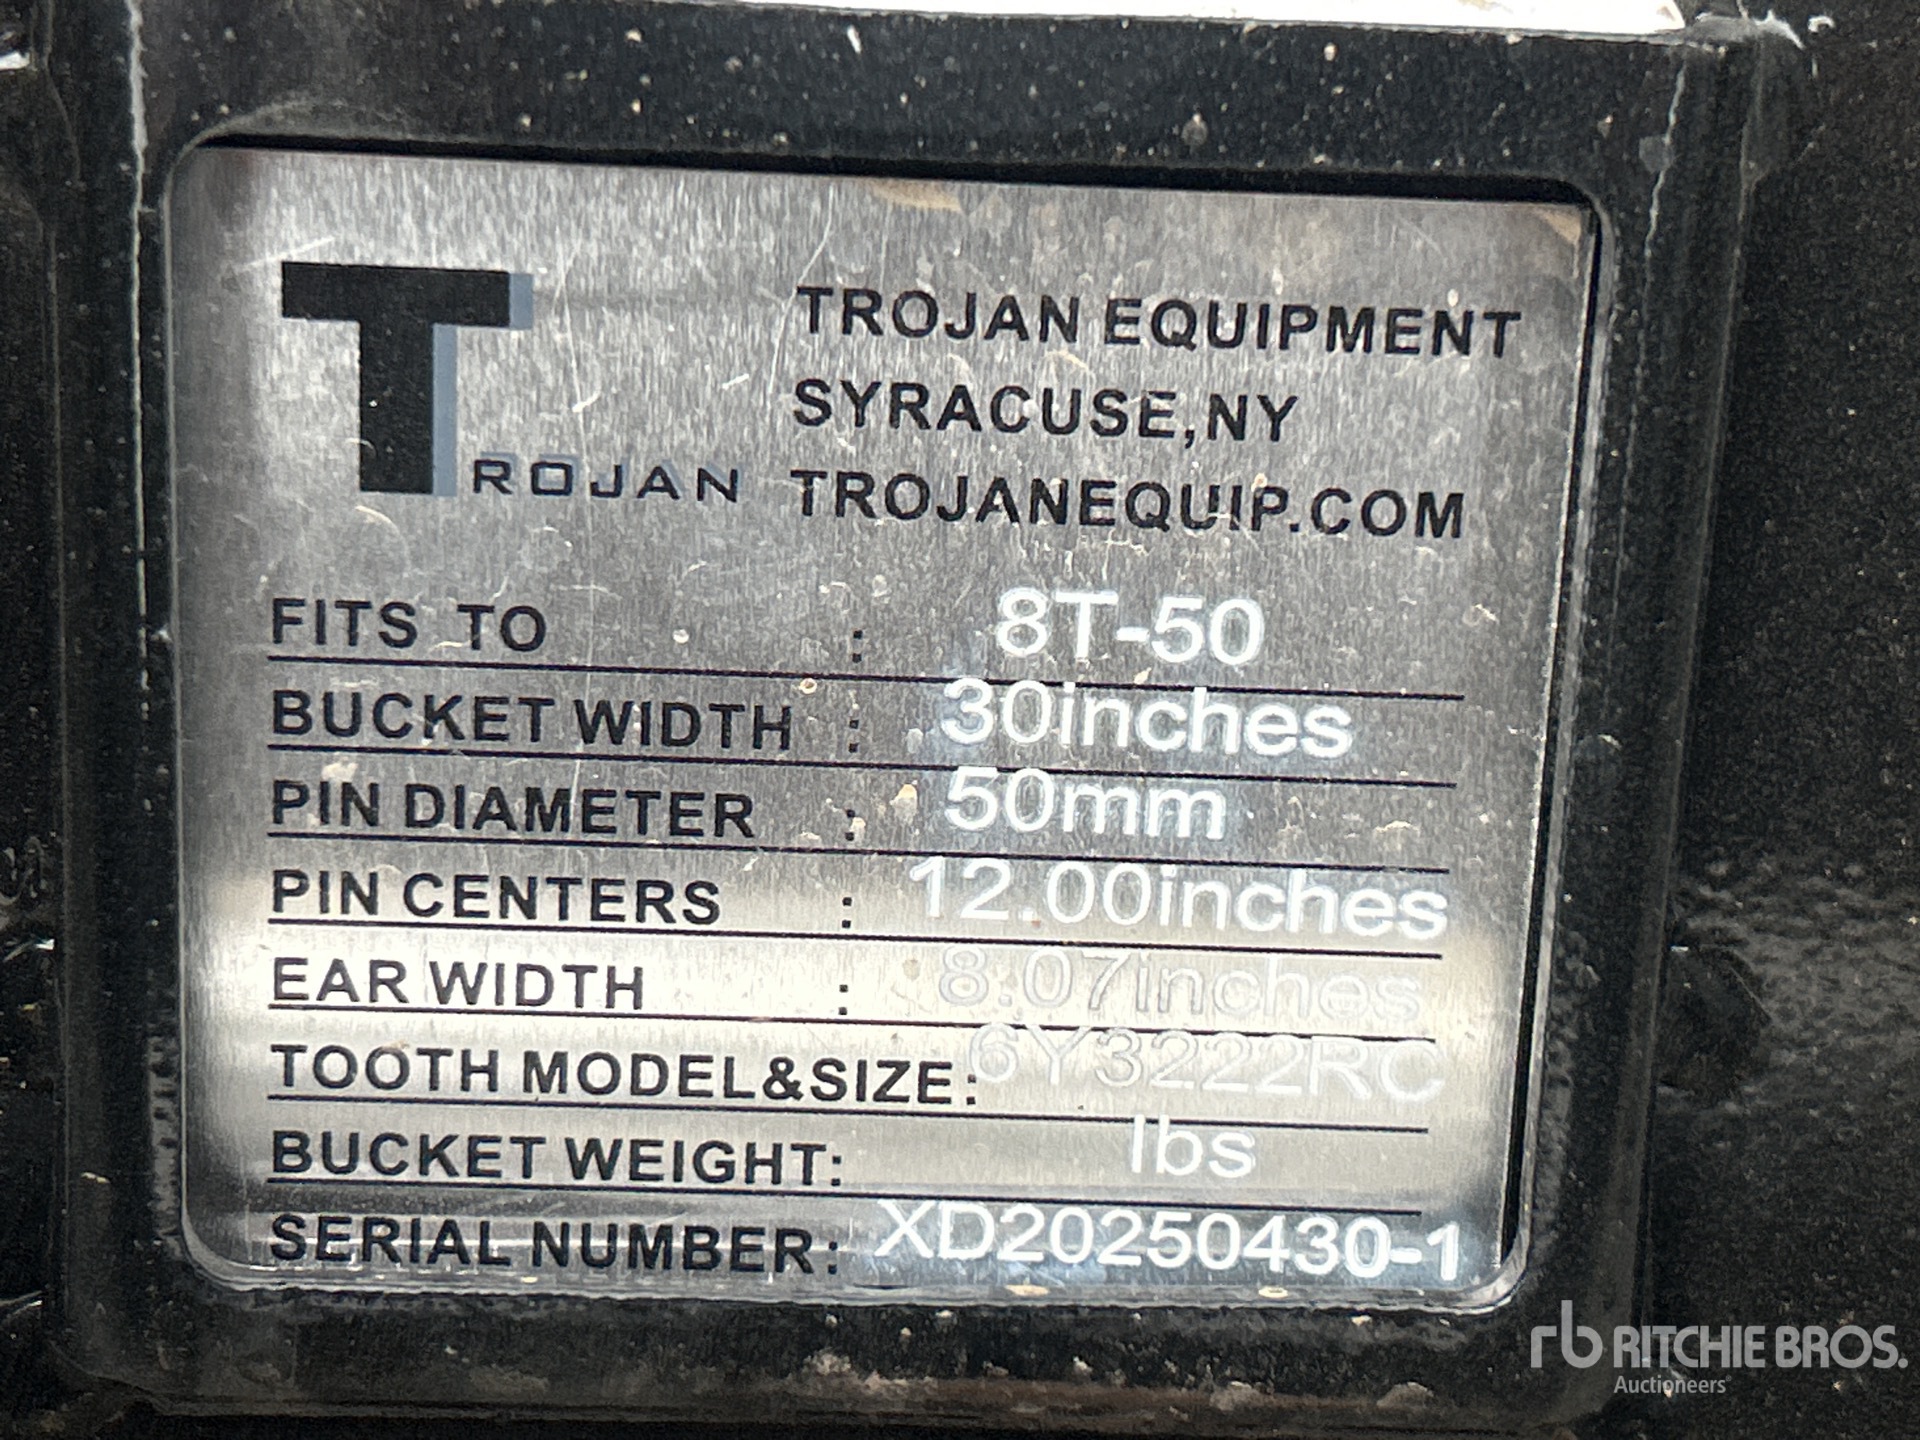 TROJAN
TROJAN EQUIPMENT
SYRACUSE,NY
TROJANEQUIP.COM
FITS TO : 8T-50
BUCKET WIDTH : 30inches
PIN DIAMETER : 50mm
PIN CENTERS : 12.00inches
EAR WIDTH : 8.07inches
TOOTH MODEL&SIZE: 6Y3222RC
BUCKET WEIGHT: lbs
SERIAL NUMBER: XD20250430-1
rb RITCHIE BROS.
Auctioneers